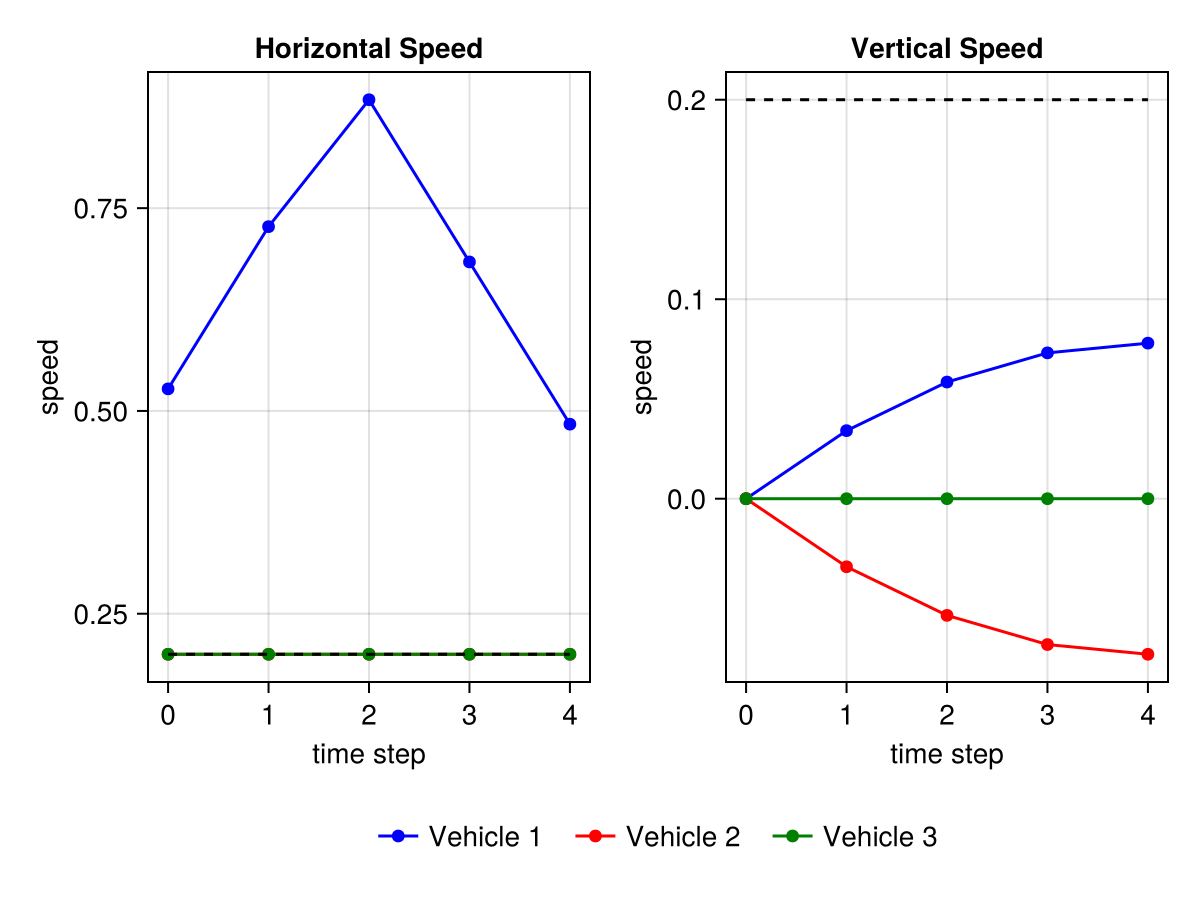 Horizontal Speed
0.75
0.50
0.25
speed
0 1 2 3 4
time step
Vertical Speed
0.2
0.1
0.0
speed
0 1 2 3 4
time step
Vehicle 1 Vehicle 2 Vehicle 3